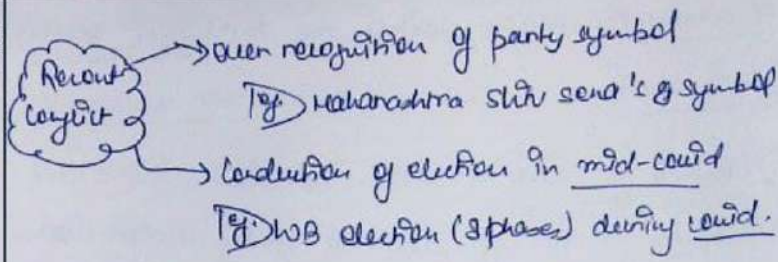 Recent
Conflict
→ over recognition of party symbol
eg. Maharashtra Shiv Sena's symbol
→ Conduction of election in mid-covid
eg. WB election (8 phases) during covid.